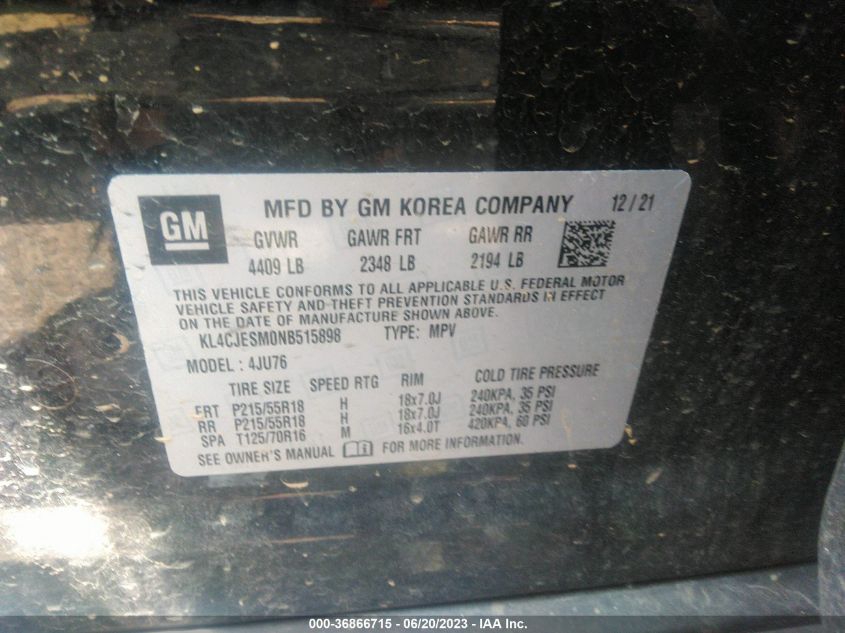 GM MFD BY GM KOREA COMPANY 12/21
GVWR GAWR FRT GAWR RR
4409 LB 2348 LB 2194 LB
THIS VEHICLE CONFORMS TO ALL APPLICABLE U.S. FEDERAL MOTOR
VEHICLE SAFETY AND THEFT PREVENTION STANDARDS IN EFFECT
ON THE DATE OF MANUFACTURE SHOWN ABOVE.
KL4CJESM0NB515898 TYPE: MPV
MODEL: 4JU76
TIRE SIZE SPEED RTG RIM COLD TIRE PRESSURE
FRT P215/55R18 H 18x7.0J 240KPA, 35 PSI
RR P215/55R18 H 18x7.0J 240KPA, 35 PSI
SPA T125/70R16 M 16x4.0T 420KPA, 60 PSI
SEE OWNER'S MANUAL FOR MORE INFORMATION.
000-36866715 - 06/20/2023 - IAA Inc.